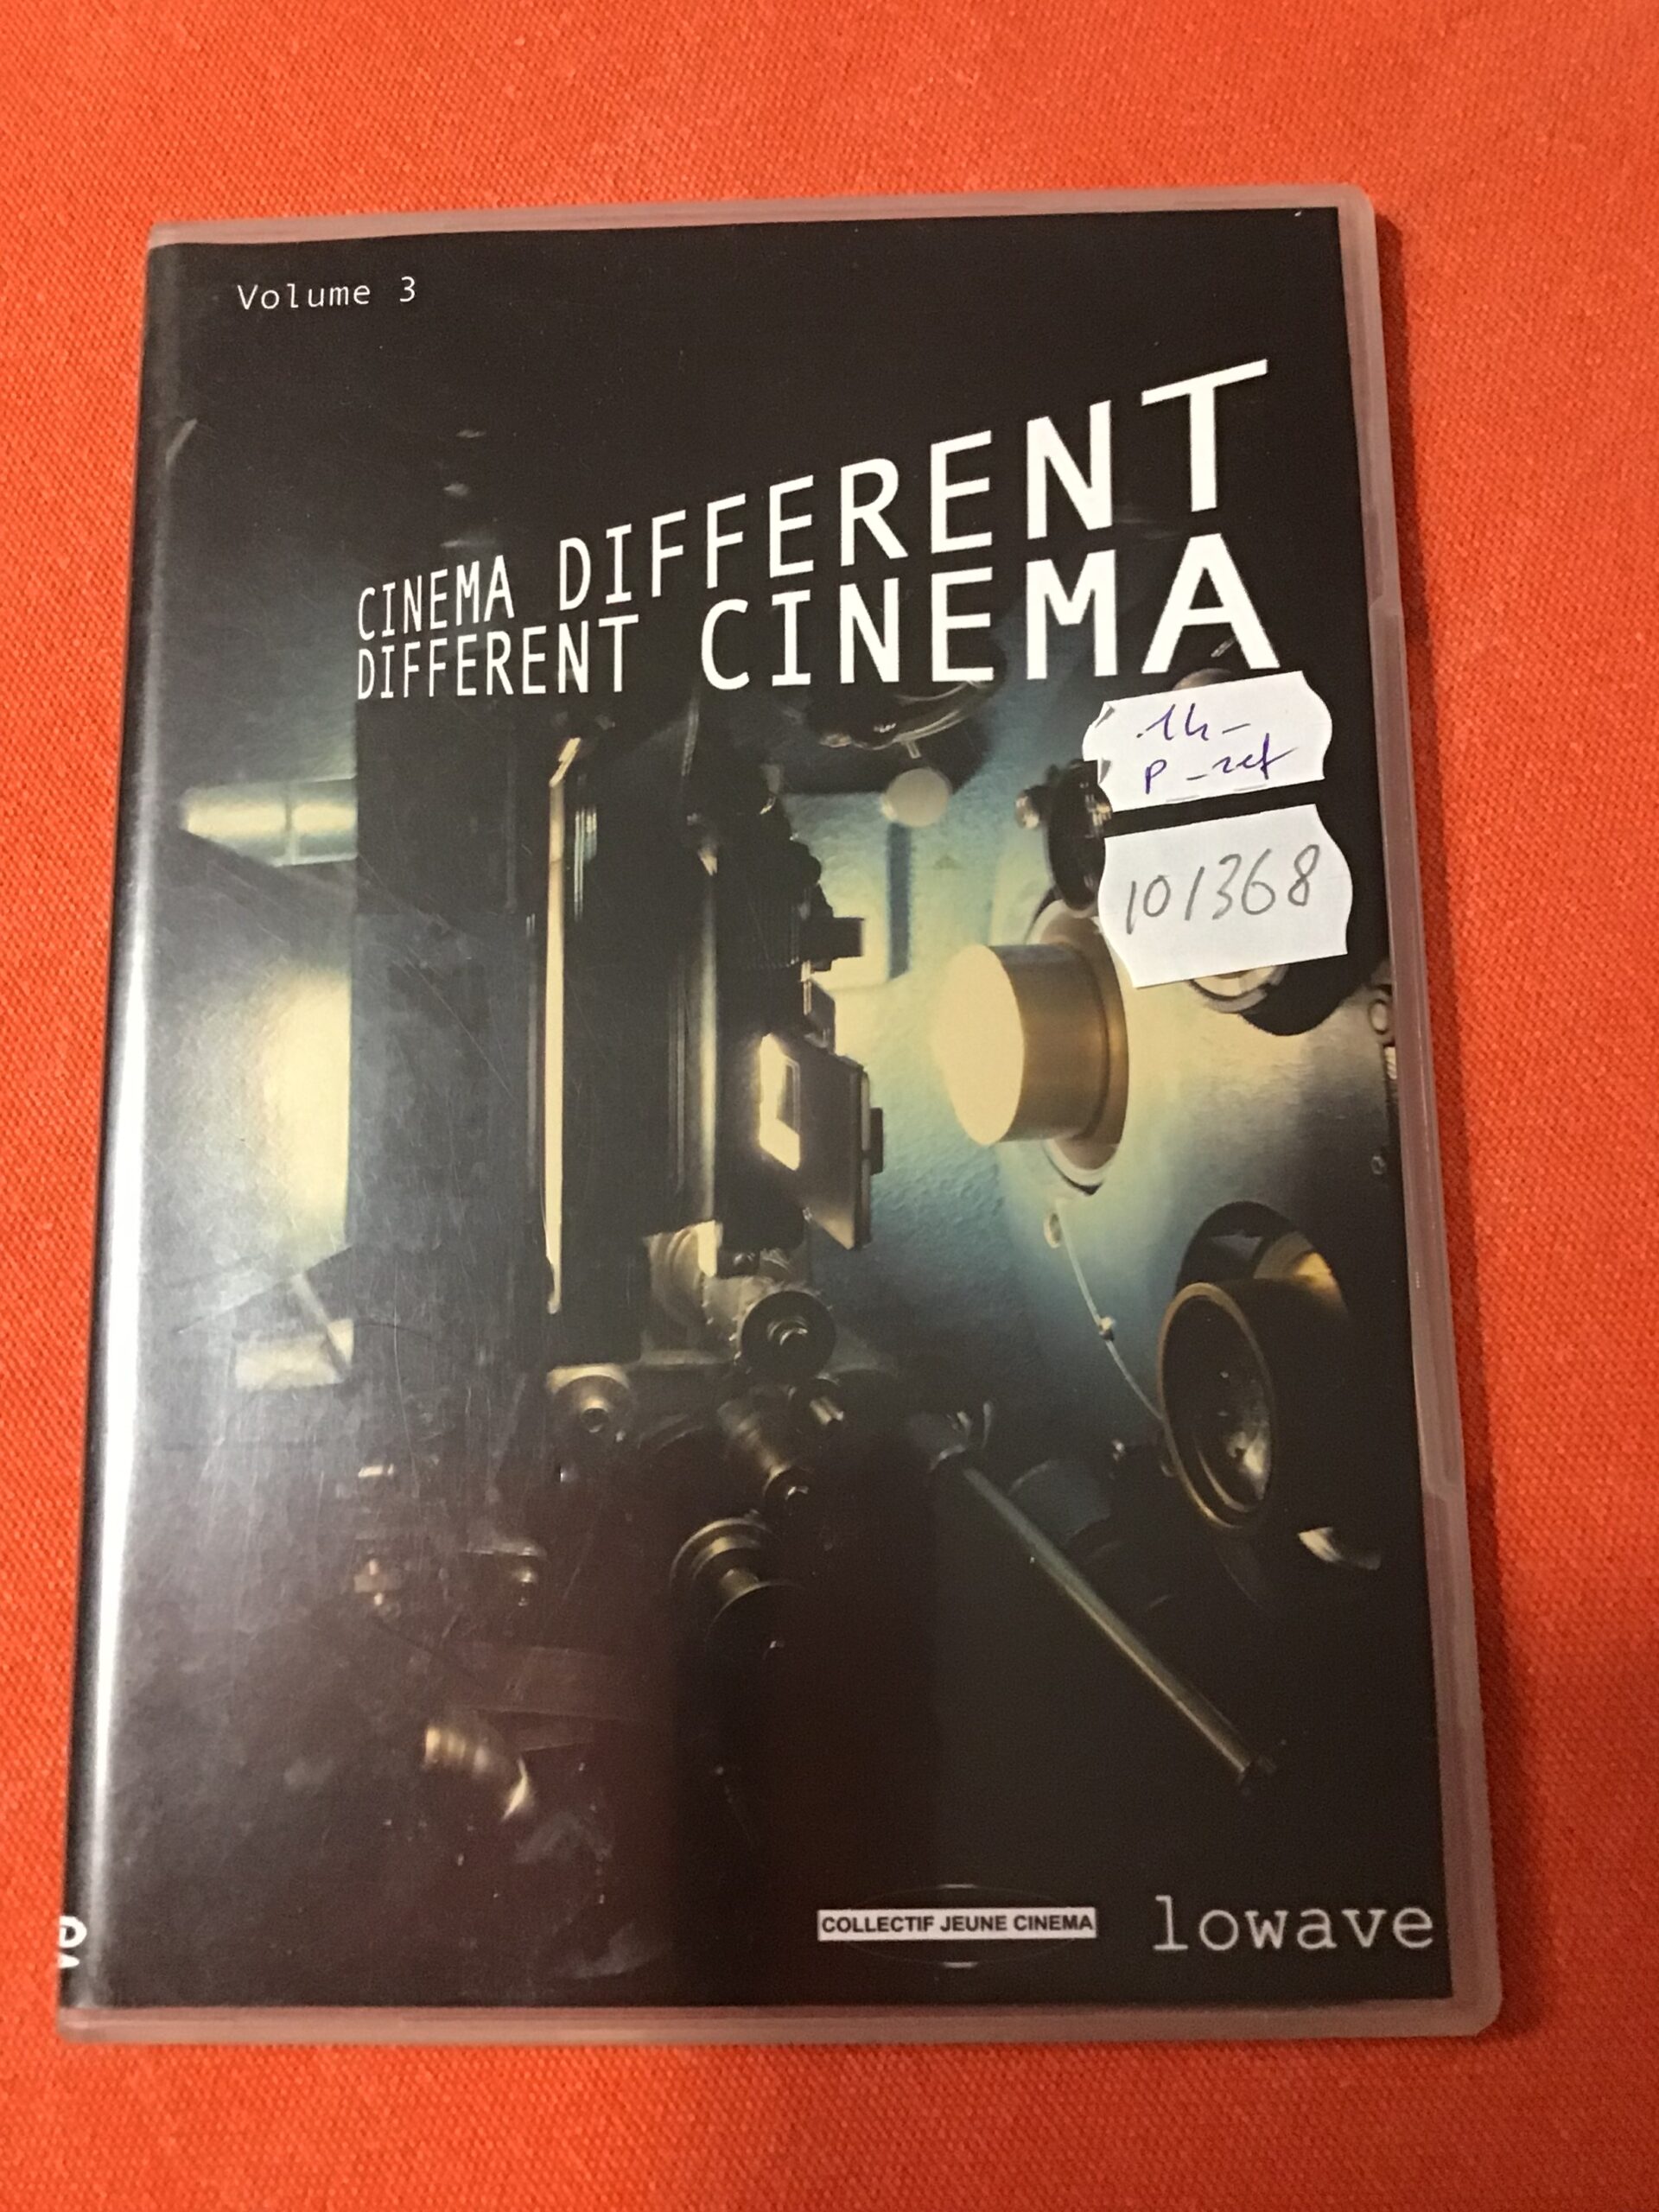 Volume 3
CINEMA DIFFERENT
DIFFERENT CINEMA
101368
COLLECTIF JEUNE CINEMA
lowave